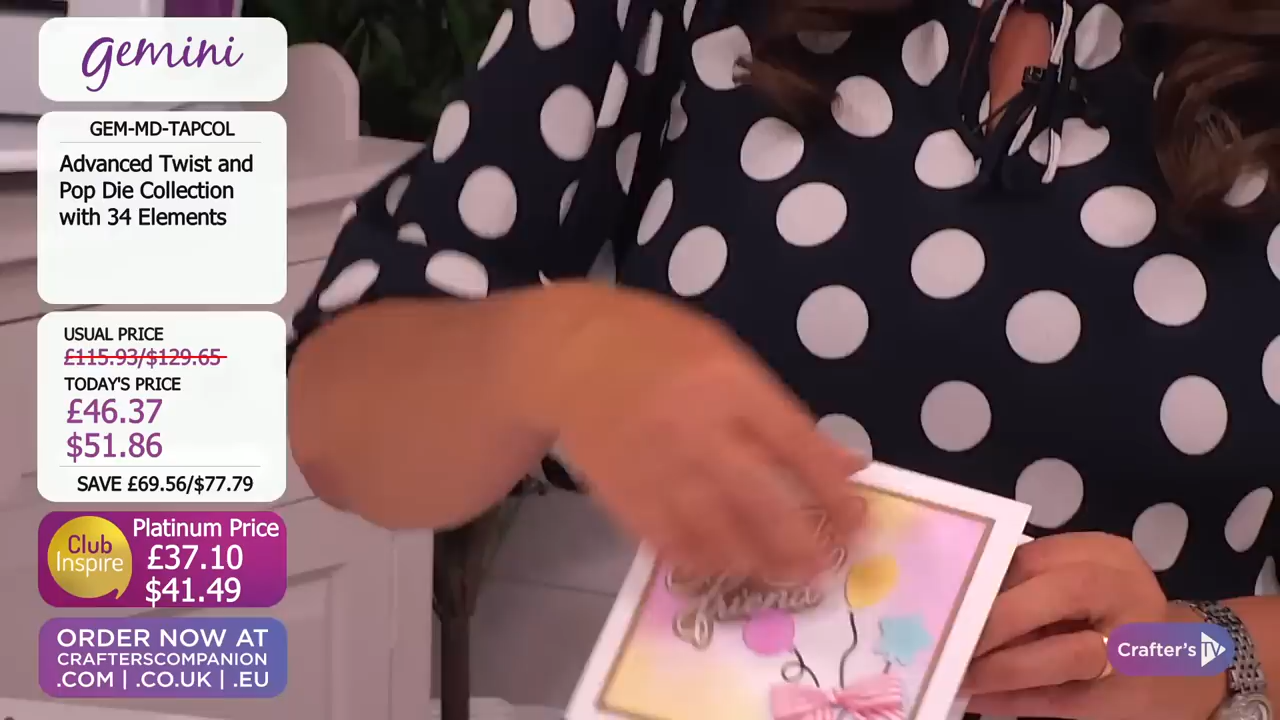 gemini
GEM-MD-TAPCOL
Advanced Twist and
Pop Die Collection
with 34 Elements
USUAL PRICE
£115.93/$129.65
TODAY'S PRICE
£46.37
$51.86
SAVE £69.56/$77.79
Club
Inspire
Platinum Price
£37.10
$41.49
ORDER NOW AT
CRAFTERSCOMPANION
.COM | .CO.UK | .EU
Crafter's TV